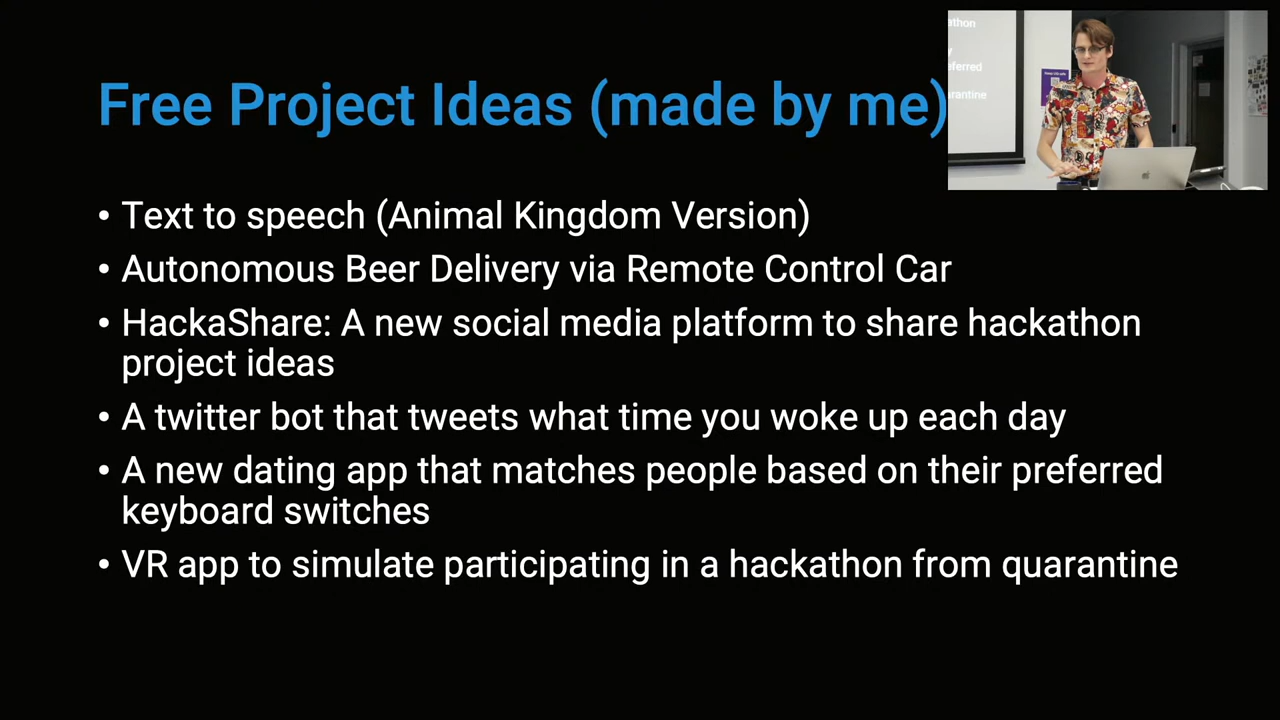 Free Project Ideas (made by me)
• Text to speech (Animal Kingdom Version)
• Autonomous Beer Delivery via Remote Control Car
• HackaShare: A new social media platform to share hackathon
project ideas
• A twitter bot that tweets what time you woke up each day
• A new dating app that matches people based on their preferred
keyboard switches
• VR app to simulate participating in a hackathon from quarantine